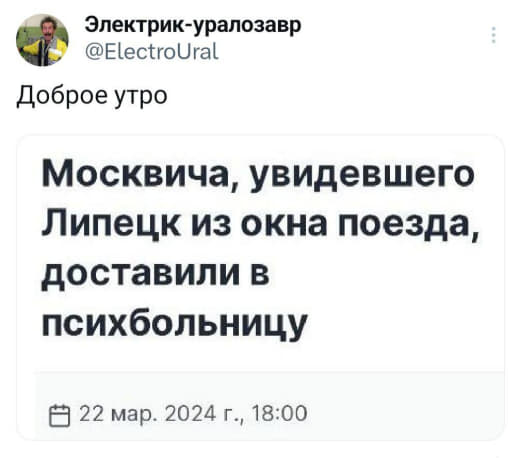 Электрик-уралозавр
@ElectroUral
Доброе утро
Москвича, увидевшего
Липецк из окна поезда,
доставили в
психбольницу
22 мар. 2024 г., 18:00